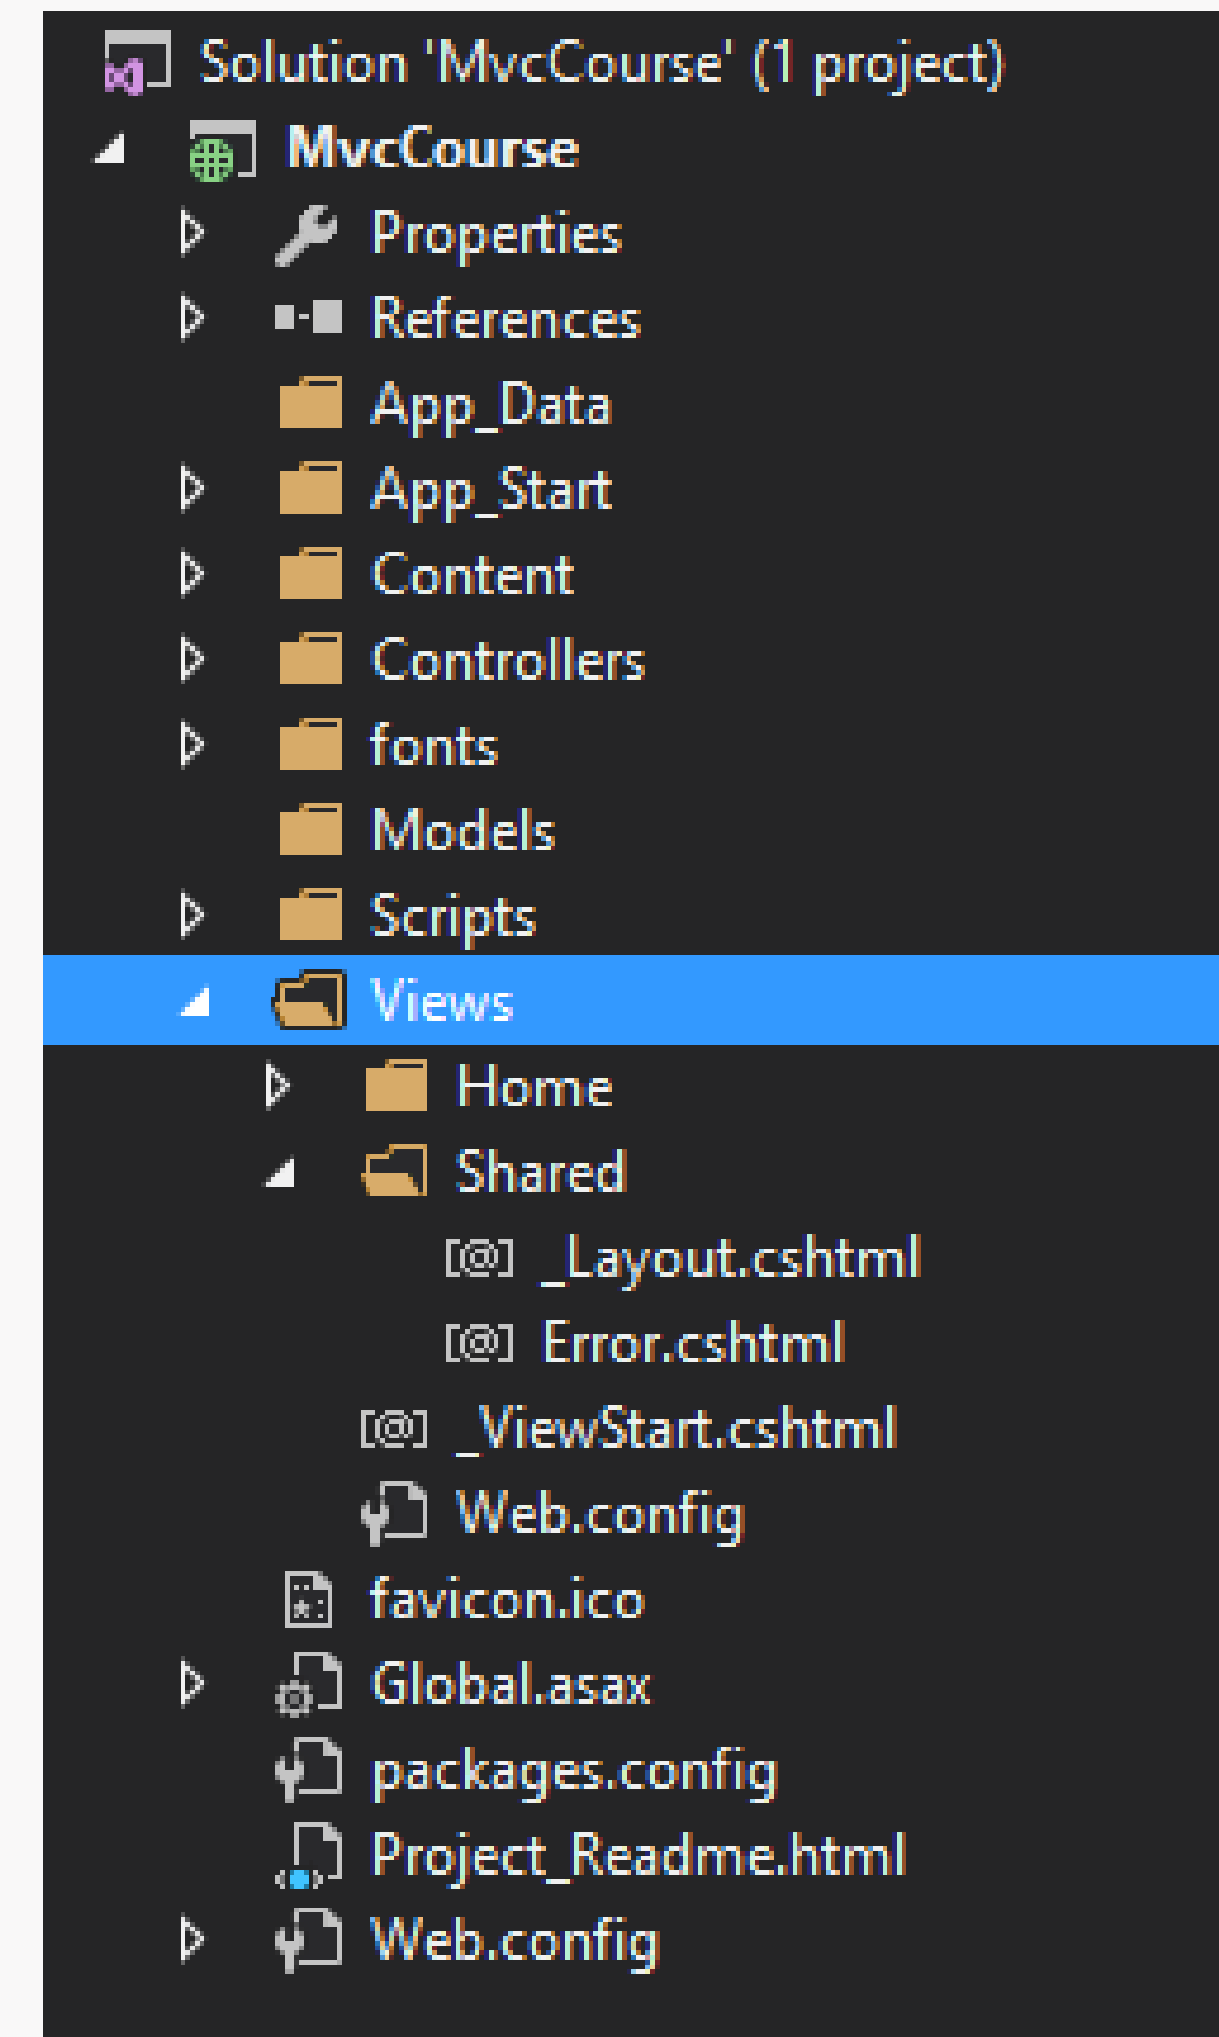 Solution 'MvcCourse' (1 project)
MvcCourse
Properties
References
App_Data
App_Start
Content
Controllers
fonts
Models
Scripts
Views
Home
Shared
[@] _Layout.cshtml
[@] Error.cshtml
[@] _ViewStart.cshtml
Web.config
favicon.ico
Global.asax
packages.config
Project_Readme.html
Web.config